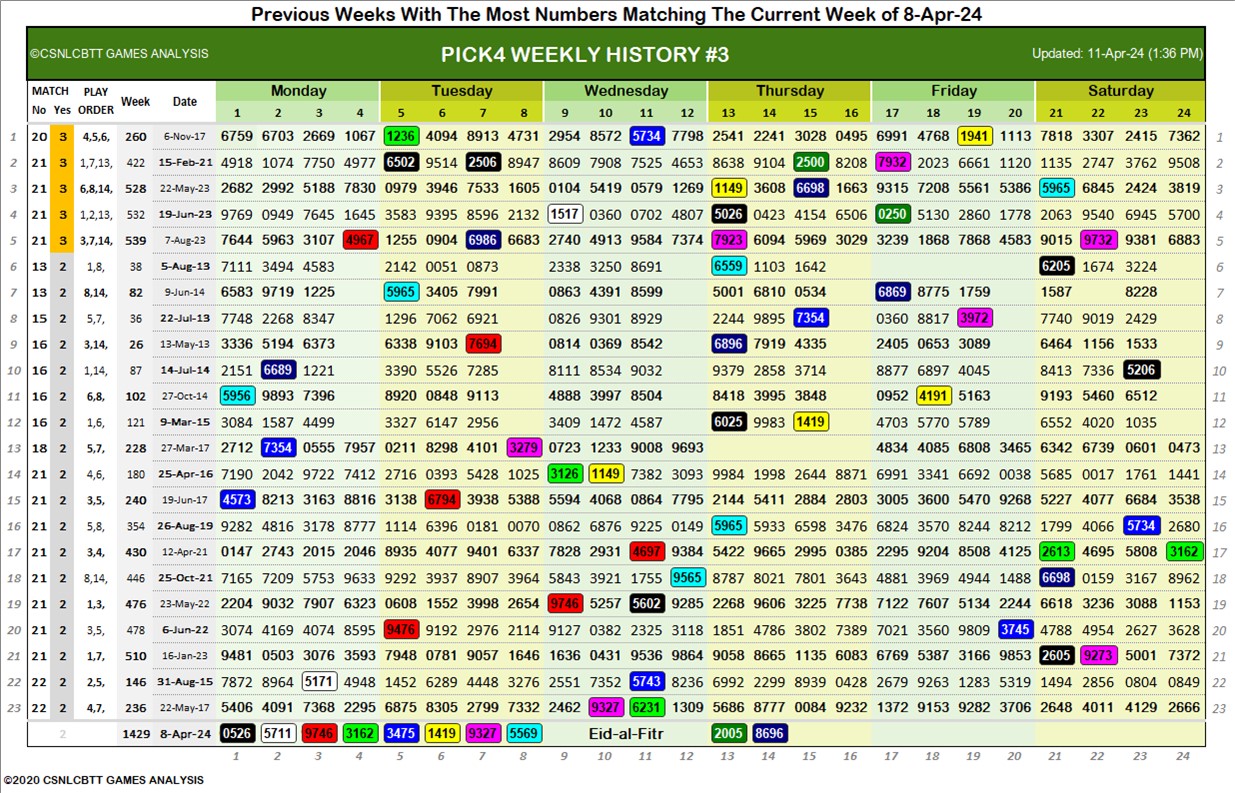 Previous Weeks With The Most Numbers Matching The Current Week of 8-Apr-24
©CSNLCBTT GAMES ANALYSIS PICK4 WEEKLY HISTORY #3 Updated: 11-Apr-24 (1:36 PM)
MATCH PLAY Week Date Monday Tuesday Wednesday Thursday Friday Saturday
No Yes ORDER 1 2 3 4 5 6 7 8 9 10 11 12 13 14 15 16 17 18 19 20 21 22 23 24
1 20 3 4,5,6, 260 6-Nov-17 6759 6703 2669 1067 1236 4094 8913 4731 2954 8572 5734 7798 2541 2241 3028 0495 6991 4768 1941 1113 7818 3307 2415 7362 1
2 21 3 1,7,13, 422 15-Feb-21 4918 1074 7750 4977 6502 9514 2506 8947 8609 7908 7525 4653 8638 9104 2500 8208 7932 2023 6661 1120 1135 2747 3762 9508 2
3 21 3 6,8,14, 528 22-May-23 2682 2992 5188 7830 0979 3946 7533 1605 0104 5419 0579 1269 1149 3608 6698 1663 9315 7208 5561 5386 5965 6845 2424 3819 3
4 21 3 1,2,13, 532 19-Jun-23 9769 0949 7645 1645 3583 9395 8596 2132 1517 0360 0702 4807 5026 0423 4154 6506 0250 5130 2860 1778 2063 9540 6945 5700 4
5 21 3 3,7,14, 539 7-Aug-23 7644 5963 3107 4967 1255 0904 6986 6683 2740 4913 9584 7374 7923 6094 5969 3029 3239 1868 7868 4583 9015 9732 9381 6883 5
6 13 2 1,8, 38 5-Aug-13 7111 3494 4583 2142 0051 0873 2338 3250 8691 6559 1103 1642 6205 1674 3224 6
7 13 2 8,14, 82 9-Jun-14 6583 9719 1225 5965 3405 7991 0863 4391 8599 5001 6810 0534 6869 8775 1759 1587 8228 7
8 15 2 5,7, 36 22-Jul-13 7748 2268 8347 1296 7062 6921 0826 9301 8929 2244 9895 7354 0360 8817 3972 7740 9019 2429 8
9 16 2 3,14, 26 13-May-13 3336 5194 6373 6338 9103 7694 0814 0369 8542 6896 7919 4335 2405 0653 3089 6464 1156 1533 9
10 16 2 1,14, 87 14-Jul-14 2151 6689 1221 3390 5526 7285 8111 8534 9032 9379 2858 3714 8877 6897 4045 8413 7336 5206 10
11 16 2 6,8, 102 27-Oct-14 5956 9893 7396 8920 0848 9113 4888 3997 8504 8418 3995 3848 0952 4191 5163 9193 5460 6512 11
12 16 2 1,6, 121 9-Mar-15 3084 1587 4499 3327 6147 2956 3409 1472 4587 6025 9983 1419 4703 5770 5789 6552 4020 1035 12
13 18 2 5,7, 228 27-Mar-17 2712 7354 0555 7957 0211 8298 4101 3279 0723 1233 9008 9693 4834 4085 6808 3465 6342 6739 0601 0473 13
14 21 2 4,6, 180 25-Apr-16 7190 2042 9722 7412 2716 0393 5428 1025 3126 1149 7382 3093 9984 1998 2644 8871 6991 3341 6692 3403 5685 0017 1761 1441 14
15 21 2 3,5, 240 19-Jun-17 4573 8213 3163 8816 3138 6794 3938 5388 5594 4068 0864 7795 2144 5411 2884 2803 3005 3600 5470 9268 5227 4077 6684 3538 15
16 21 2 5,8, 354 26-Aug-19 9282 4816 3178 8777 1114 6396 0181 0070 0862 6876 9225 0149 5965 5933 6598 3476 6824 3570 8244 8212 1799 4066 5734 2680 16
17 21 2 3,4, 430 12-Apr-21 0147 2743 2015 2046 8935 4077 9401 6337 7828 2931 4697 9384 5422 9665 2995 0385 2295 9204 8508 4125 2613 4695 5808 3162 17
18 21 2 8,14, 446 25-Oct-21 7165 7209 5753 9633 9292 3937 8907 3964 5843 3921 1755 9565 8787 8021 7801 3643 4881 3969 4944 1488 6698 0159 3167 8962 18
19 21 2 1,3, 476 23-May-22 2204 9032 7907 6323 0608 1552 3998 2654 9746 5257 5602 9285 2268 9606 3225 7738 7122 7607 5134 2244 6618 3236 3088 1153 19
20 21 2 3,5, 478 6-Jun-22 3074 4169 4074 8595 9476 9192 2976 2114 9127 0382 2325 3118 1851 4786 3805 7389 7021 3560 9809 3745 4788 4954 2627 3628 20
21 21 2 1,7, 510 16-Jan-23 9481 0503 3076 3593 7948 0781 9057 1646 1636 0431 9536 9864 9058 8665 1135 6083 6769 5387 3166 9853 2605 9273 5001 7372 21
22 22 2 2,5, 146 31-Aug-15 7872 8964 5171 4948 1452 6289 4448 3276 2551 7352 5743 8236 6992 2299 8939 0428 2679 9263 1283 5319 1494 2856 0804 0849 22
23 22 2 4,7, 236 22-May-17 5406 4091 7368 2295 6875 8305 2799 7332 2462 9327 6231 1309 5686 8777 0084 9232 1372 9153 9282 3706 2648 4011 4129 2666 23
2 1429 8-Apr-24 0526 5711 9746 3162 3475 1419 9327 5569 Eid-al-Fitr 2005 8696
1 2 3 4 5 6 7 8 9 10 11 12 13 14 15 16 17 18 19 20 21 22 23 24
©2020 CSNLCBTT GAMES ANALYSIS